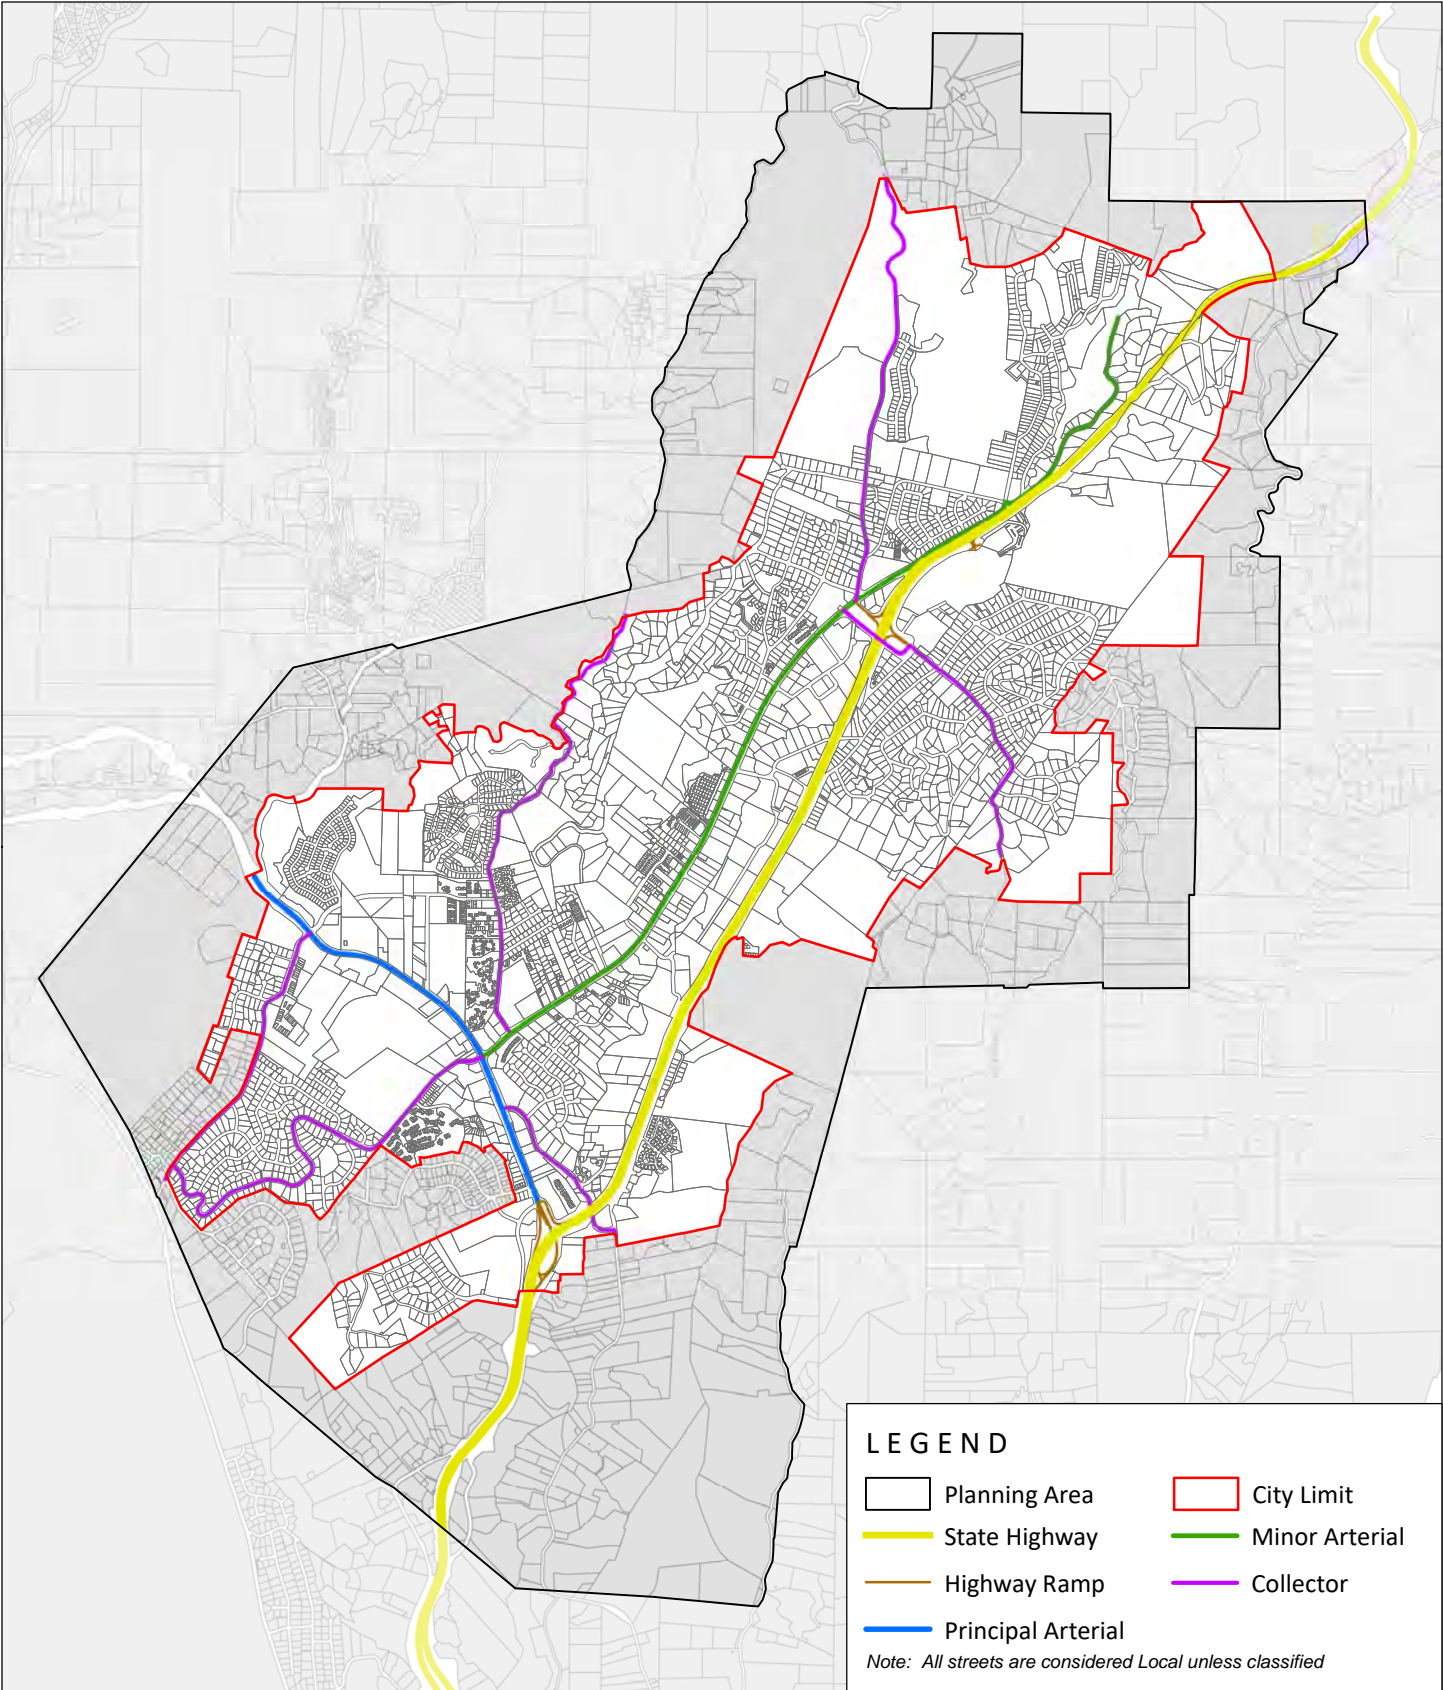 LEGEND
Planning Area
City Limit
State Highway
Minor Arterial
Highway Ramp
Collector
Principal Arterial
Note: All streets are considered Local unless classified